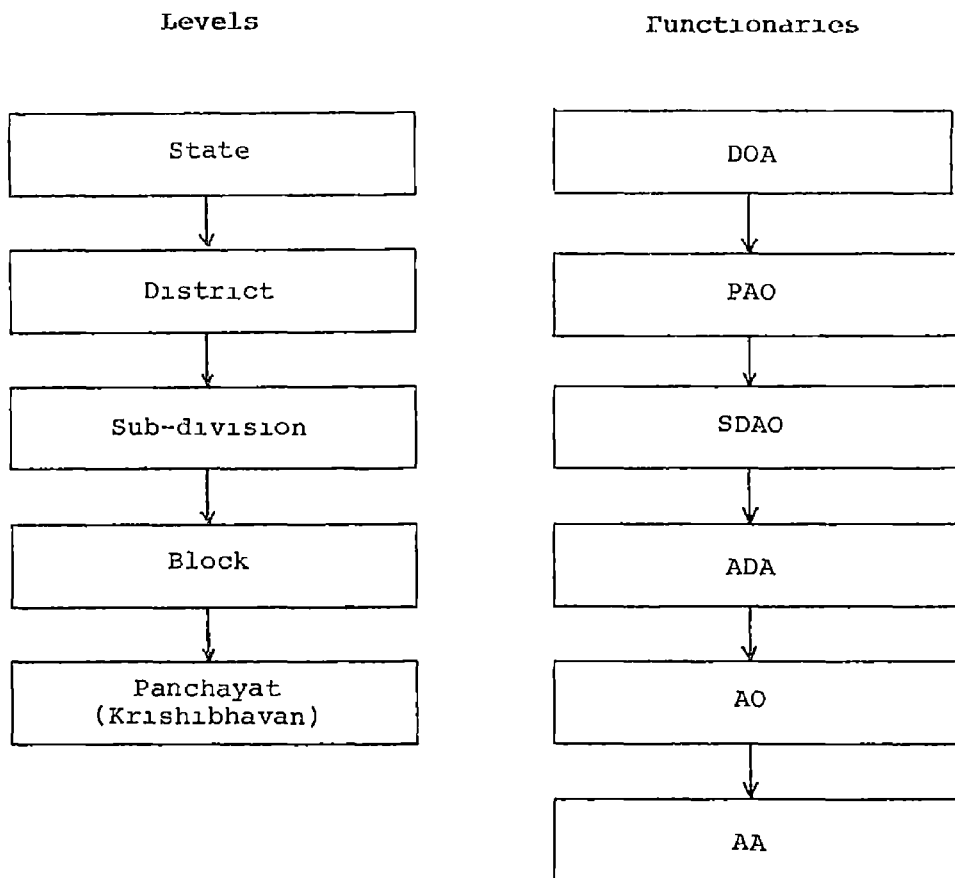 Levels
Functionaries
State
DOA
District
PAO
Sub-division
SDAO
Block
ADA
Panchayat
(Krishibhavan)
AO
AA